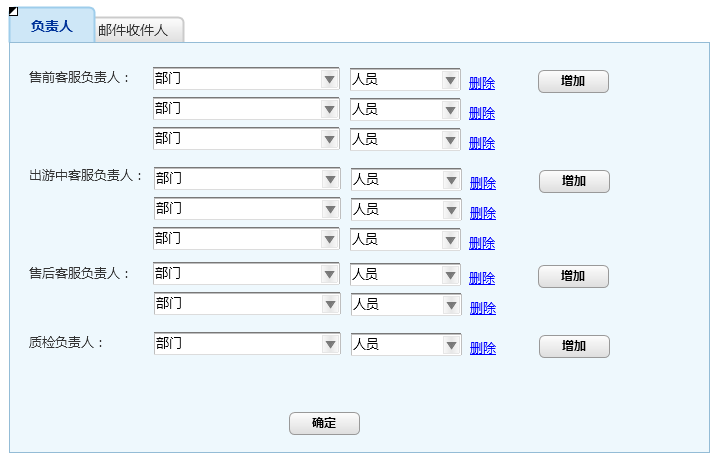 负责人 邮件收件人
售前客服负责人： 部门 人员 删除 增加
部门 人员 删除
部门 人员 删除
出游中客服负责人： 部门 人员 删除 增加
部门 人员 删除
部门 人员 删除
售后客服负责人： 部门 人员 删除 增加
部门 人员 删除
质检负责人： 部门 人员 删除 增加
确定